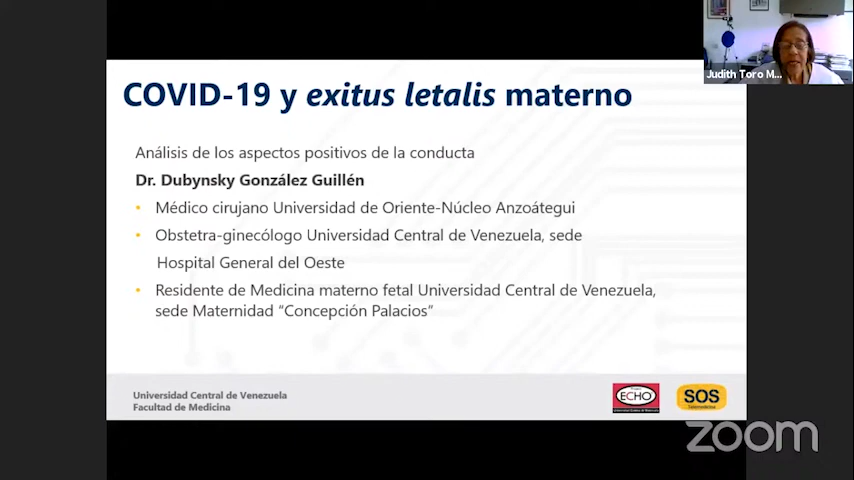 Judith Toro M...
COVID-19 y exitus letalis materno
Análisis de los aspectos positivos de la conducta
Dr. Dubynsky González Guillén
• Médico cirujano Universidad de Oriente-Núcleo Anzoátegui
• Obstetra-ginecólogo Universidad Central de Venezuela, sede
Hospital General del Oeste
• Residente de Medicina materno fetal Universidad Central de Venezuela,
sede Maternidad “Concepción Palacios”
Universidad Central de Venezuela
Facultad de Medicina
ECHO
SOS
zoom